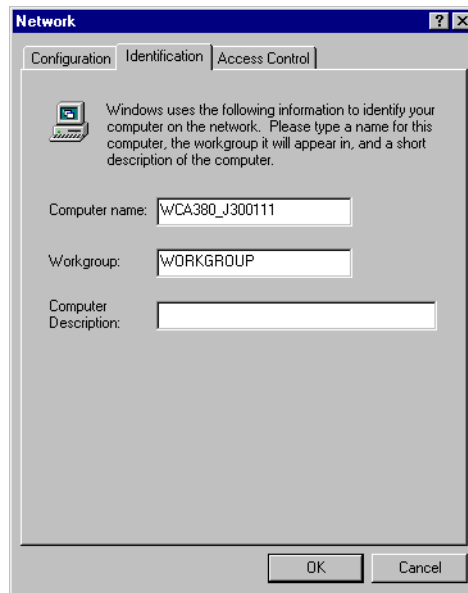 Network
Configuration Identification Access Control
Windows uses the following information to identify your
computer on the network. Please type a name for this
computer, the workgroup it will appear in, and a short
description of the computer.
Computer name: WCA380_J300111
Workgroup: WORKGROUP
Computer
Description:
OK Cancel